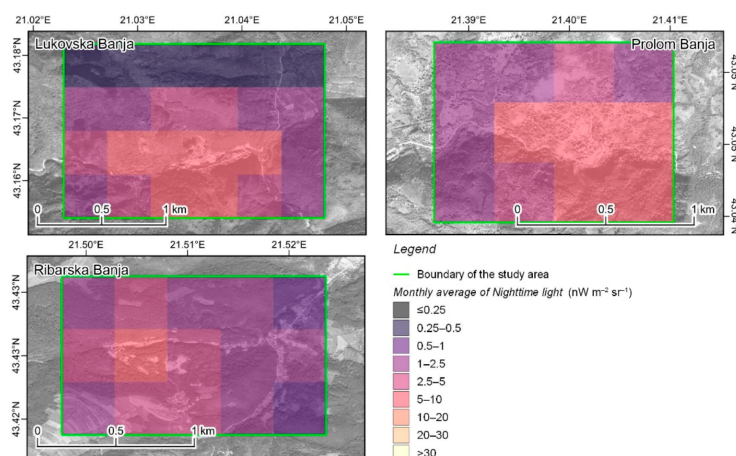 21.02°E 21.03°E 21.04°E 21.05°E
Lukovska Banja
43.18°N
43.17°N
43.16°N
0 0.5 1 km
21.39°E 21.40°E 21.41°E
Prolom Banja
0 0.5 1 km
21.50°E 21.51°E 21.52°E
Ribarska Banja
43.43°N
43.43°N
43.42°N
0 0.5 1 km
Legend
Boundary of the study area
Monthly average of Nighttime light (nW m⁻² sr⁻¹)
≤0.25
0.25–0.5
0.5–1
1–2.5
2.5–5
5–10
10–20
20–30
>30